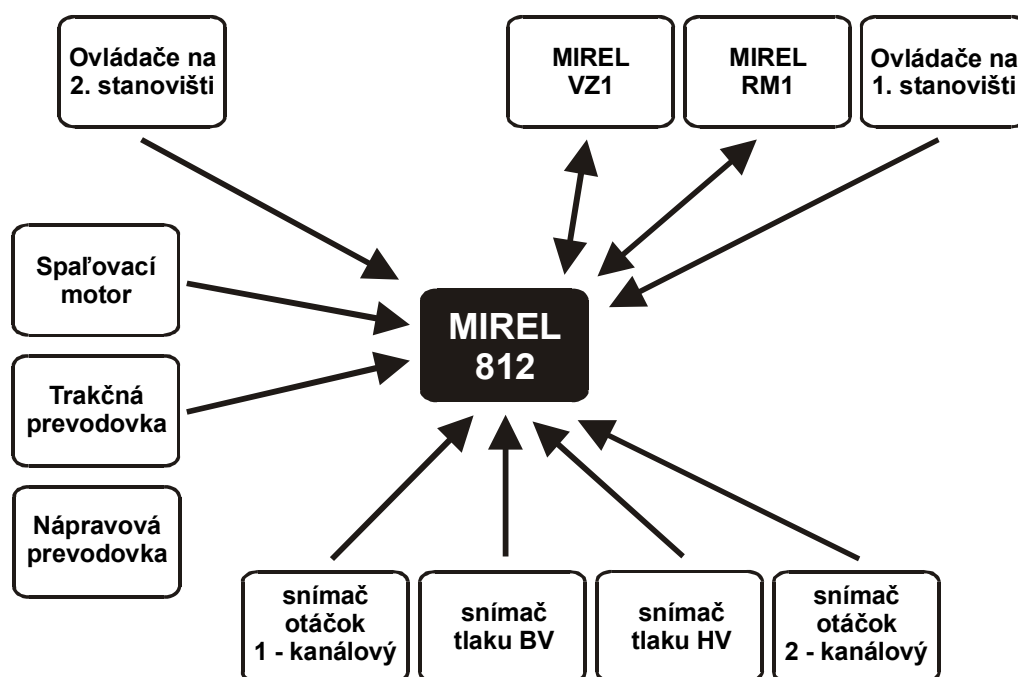 Ovládače na
2. stanovišti
MIREL
VZ1
MIREL
RM1
Ovládače na
1. stanovišti
Spaľovací
motor
MIREL
812
Trakčná
prevodovka
Nápravová
prevodovka
snímač
otáčok
1 - kanálový
snímač
tlaku BV
snímač
tlaku HV
snímač
otáčok
2 - kanálový